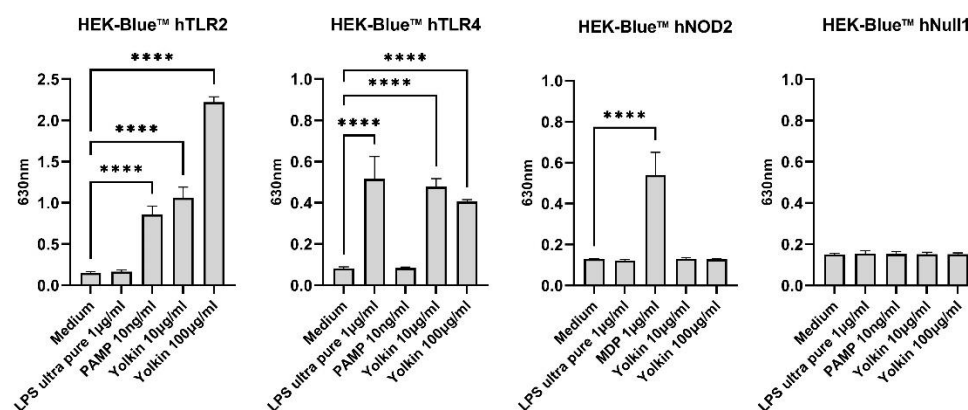 HEK-Blue™ hTLR2
HEK-Blue™ hTLR4
HEK-Blue™ hNOD2
HEK-Blue™ hNull1
630nm
2.5
2.0
1.5
1.0
0.5
0.0
****
****
****
Medium
LPS ultra pure 1µg/ml
PAMP 10ng/ml
Yolkin 10µg/ml
Yolkin 100µg/ml
630nm
1.0
0.8
0.6
0.4
0.2
0.0
****
****
****
Medium
LPS ultra pure 1µg/ml
PAMP 10ng/ml
Yolkin 10µg/ml
Yolkin 100µg/ml
630nm
1.0
0.8
0.6
0.4
0.2
0.0
****
Medium
LPS ultra pure 1µg/ml
MDP 1µg/ml
Yolkin 10µg/ml
Yolkin 100µg/ml
630nm
1.0
0.8
0.6
0.4
0.2
0.0
Medium
LPS ultra pure 1µg/ml
PAMP 10ng/ml
Yolkin 10µg/ml
Yolkin 100µg/ml